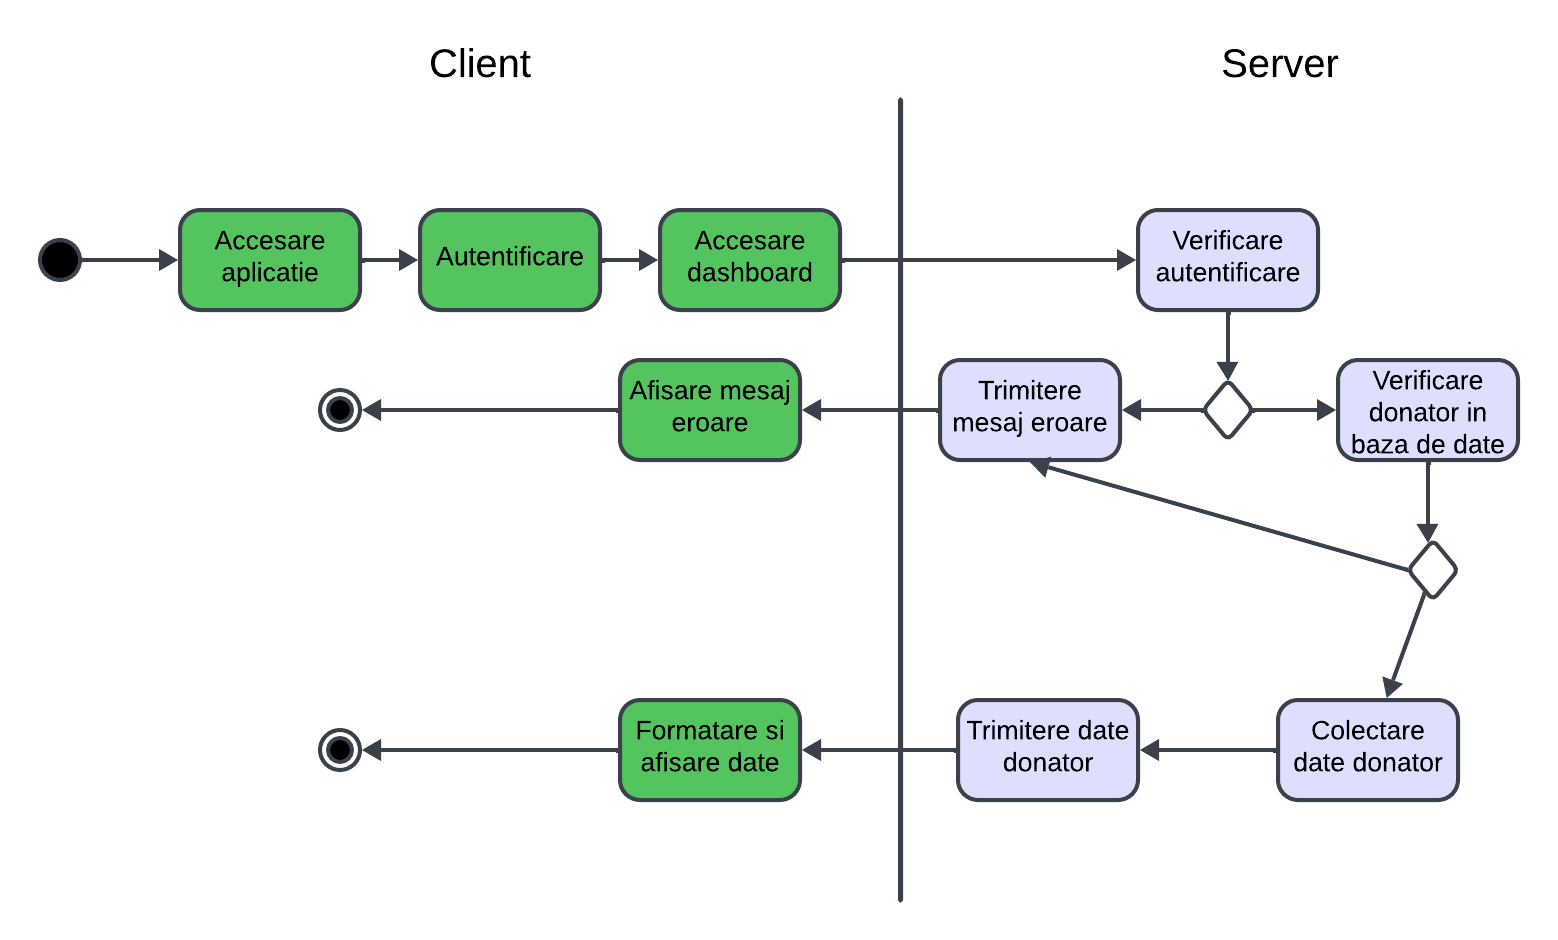 Client
Server
Accesare
aplicatie
Autentificare
Accesare
dashboard
Verificare
autentificare
Afisare mesaj
eroare
Trimitere
mesaj eroare
Verificare
donator in
baza de date
Formatare si
afisare date
Trimitere date
donator
Colectare
date donator